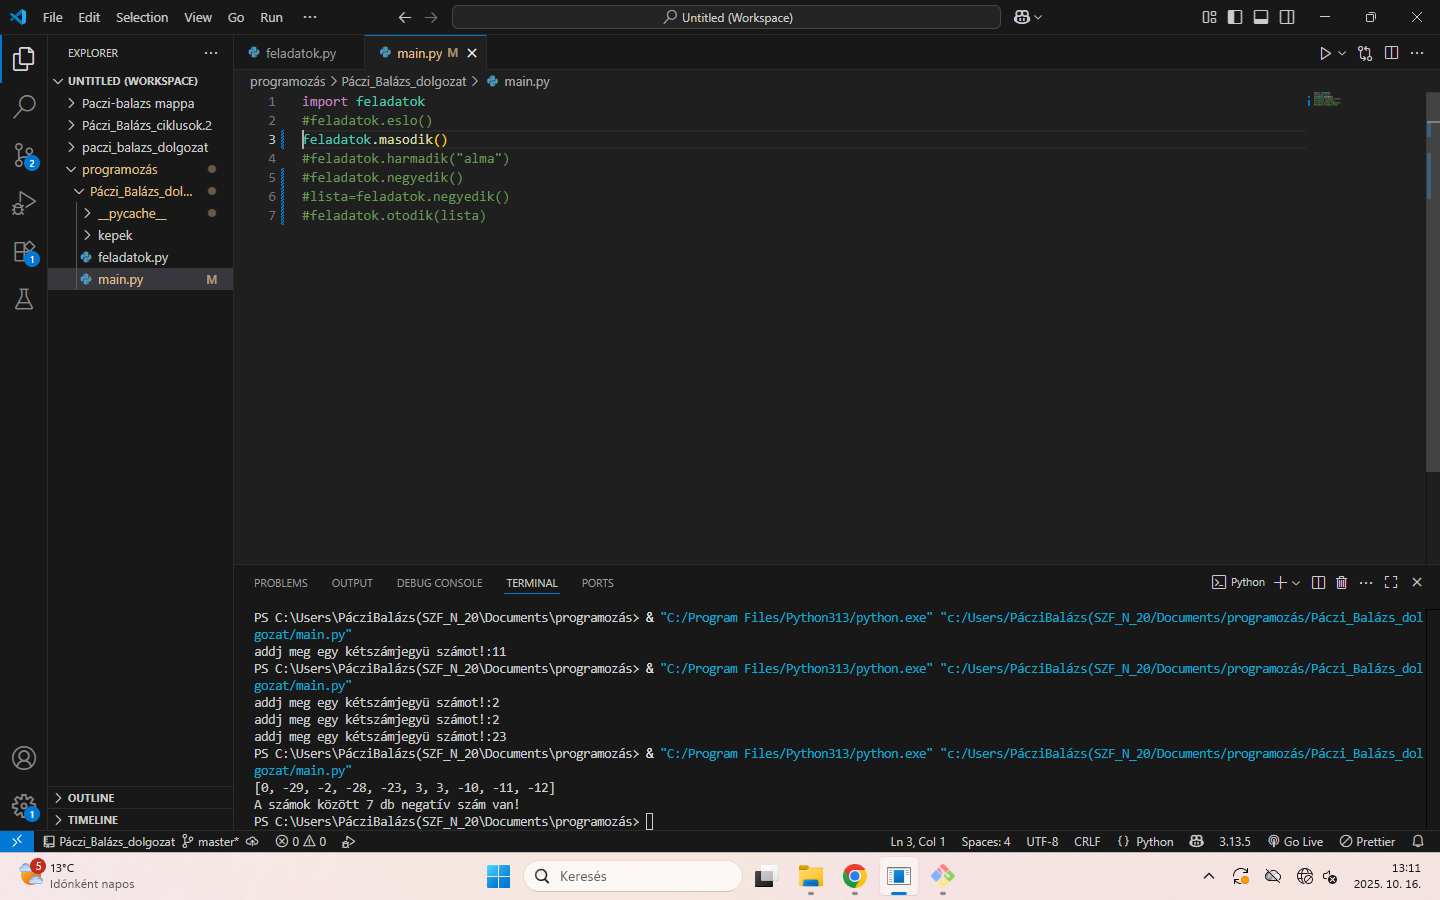 File Edit Selection View Go Run ··· Untitled (Workspace)
EXPLORER ···
UNTITLED (WORKSPACE)
Paczi-balazs mappa
Páczi_Balázs_ciklusok.2
paczi_balazs_dolgozat
programozás
Páczi_Balázs_dol...
__pycache__
kepek
feladatok.py
main.py M
OUTLINE
TIMELINE
2
1
1
feladatok.py main.py M
programozás > Páczi_Balázs_dolgozat > main.py
1 import feladatok
2 #feladatok.eslo()
3 feladatok.masodik()
4 #feladatok.harmadik("alma")
5 #feladatok.negyedik()
6 #lista=feladatok.negyedik()
7 #feladatok.otodik(lista)
PROBLEMS OUTPUT DEBUG CONSOLE TERMINAL PORTS Python
PS C:\Users\PácziBalázs(SZF_N_20\Documents\programozás> & "C:/Program Files/Python313/python.exe" "c:/Users/PácziBalázs(SZF_N_20/Documents/programozás/Páczi_Balázs_dol
gozat/main.py"
addj meg egy kétszámjegyü számot!:11
PS C:\Users\PácziBalázs(SZF_N_20\Documents\programozás> & "C:/Program Files/Python313/python.exe" "c:/Users/PácziBalázs(SZF_N_20/Documents/programozás/Páczi_Balázs_dol
gozat/main.py"
addj meg egy kétszámjegyü számot!:2
addj meg egy kétszámjegyü számot!:2
addj meg egy kétszámjegyü számot!:23
PS C:\Users\PácziBalázs(SZF_N_20\Documents\programozás> & "C:/Program Files/Python313/python.exe" "c:/Users/PácziBalázs(SZF_N_20/Documents/programozás/Páczi_Balázs_dol
gozat/main.py"
[0, -29, -2, -28, -23, 3, 3, -10, -11, -12]
A számok között 7 db negatív szám van!
PS C:\Users\PácziBalázs(SZF_N_20\Documents\programozás>
Páczi_Balázs_dolgozat master* 0 0 Ln 3, Col 1 Spaces: 4 UTF-8 CRLF {} Python 3.13.5 Go Live Prettier
5 13°C
Időnként napos
Keresés
13:11
2025. 10. 16.